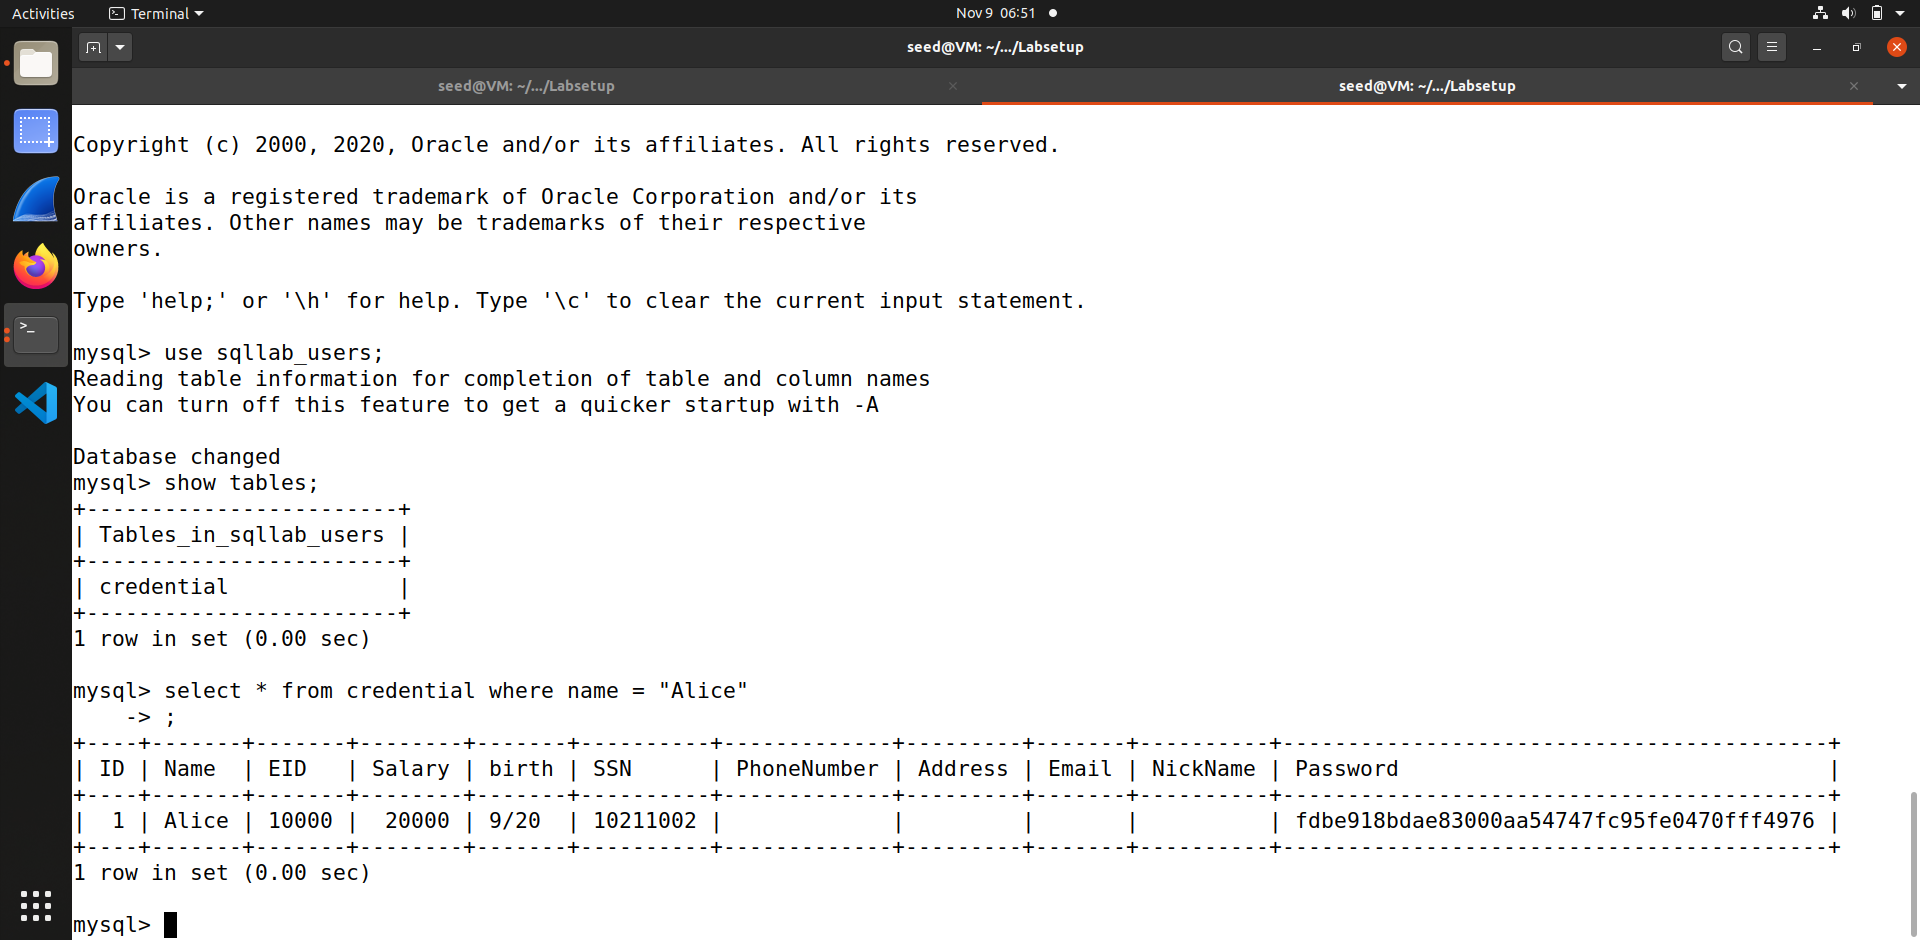 Activities Terminal Nov 9 06:51
seed@VM: ~/.../Labsetup
seed@VM: ~/.../Labsetup × seed@VM: ~/.../Labsetup ×
Copyright (c) 2000, 2020, Oracle and/or its affiliates. All rights reserved.
Oracle is a registered trademark of Oracle Corporation and/or its
affiliates. Other names may be trademarks of their respective
owners.
Type 'help;' or '\h' for help. Type '\c' to clear the current input statement.
mysql> use sqllab_users;
Reading table information for completion of table and column names
You can turn off this feature to get a quicker startup with -A
Database changed
mysql> show tables;
+------------------------+
| Tables_in_sqllab_users |
+------------------------+
| credential             |
+------------------------+
1 row in set (0.00 sec)
mysql> select * from credential where name = "Alice"
    -> ;
+----+-------+-------+--------+-------+----------+-------------+---------+-------+----------+------------------------------------------+
| ID | Name  | EID   | Salary | birth | SSN      | PhoneNumber | Address | Email | NickName | Password                                 |
+----+-------+-------+--------+-------+----------+-------------+---------+-------+----------+------------------------------------------+
|  1 | Alice | 10000 |  20000 | 9/20  | 10211002 |             |         |       |          | fdbe918bdae83000aa54747fc95fe0470fff4976 |
+----+-------+-------+--------+-------+----------+-------------+---------+-------+----------+------------------------------------------+
1 row in set (0.00 sec)
mysql>